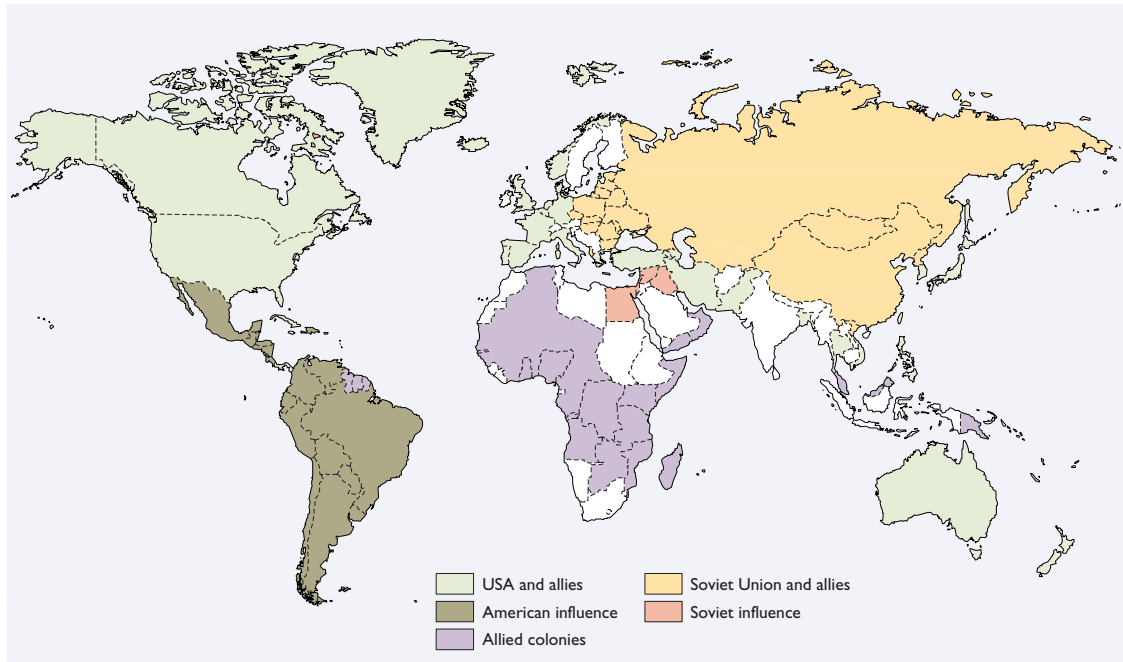 USA and allies
American influence
Allied colonies
Soviet Union and allies
Soviet influence